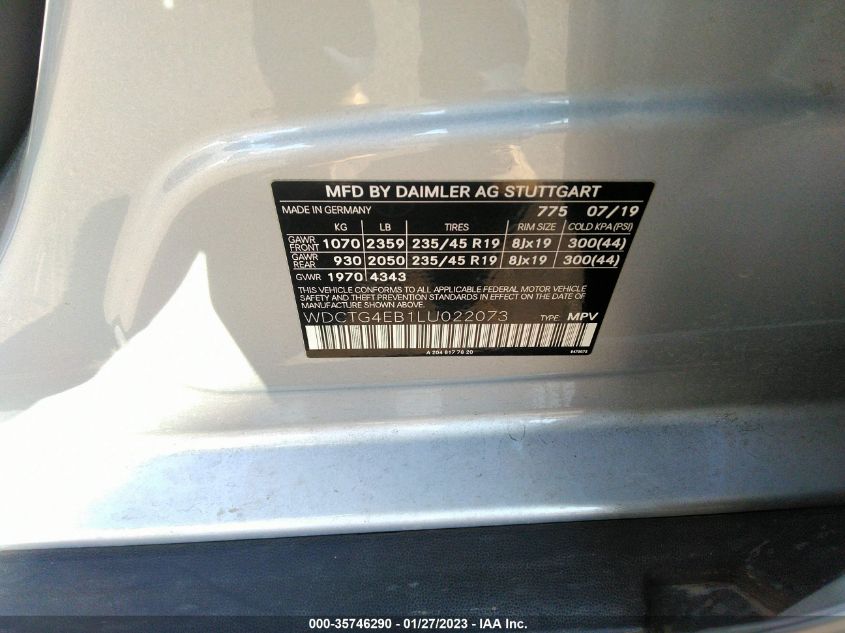 MFD BY DAIMLER AG STUTTGART
MADE IN GERMANY 775 07/19
KG LB TIRES RIM SIZE COLD KPA(PSI)
GAWR FRONT 1070 2359 235/45 R19 8Jx19 300(44)
GAWR REAR 930 2050 235/45 R19 8Jx19 300(44)
GVWR 1970 4343
THIS VEHICLE CONFORMS TO ALL APPLICABLE FEDERAL MOTOR VEHICLE
SAFETY AND THEFT PREVENTION STANDARDS IN EFFECT ON THE DATE OF
MANUFACTURE SHOWN ABOVE.
WDCTG4EB1LU022073 TYPE: MPV
A 204 817 76 20
000-35746290 - 01/27/2023 - IAA Inc.